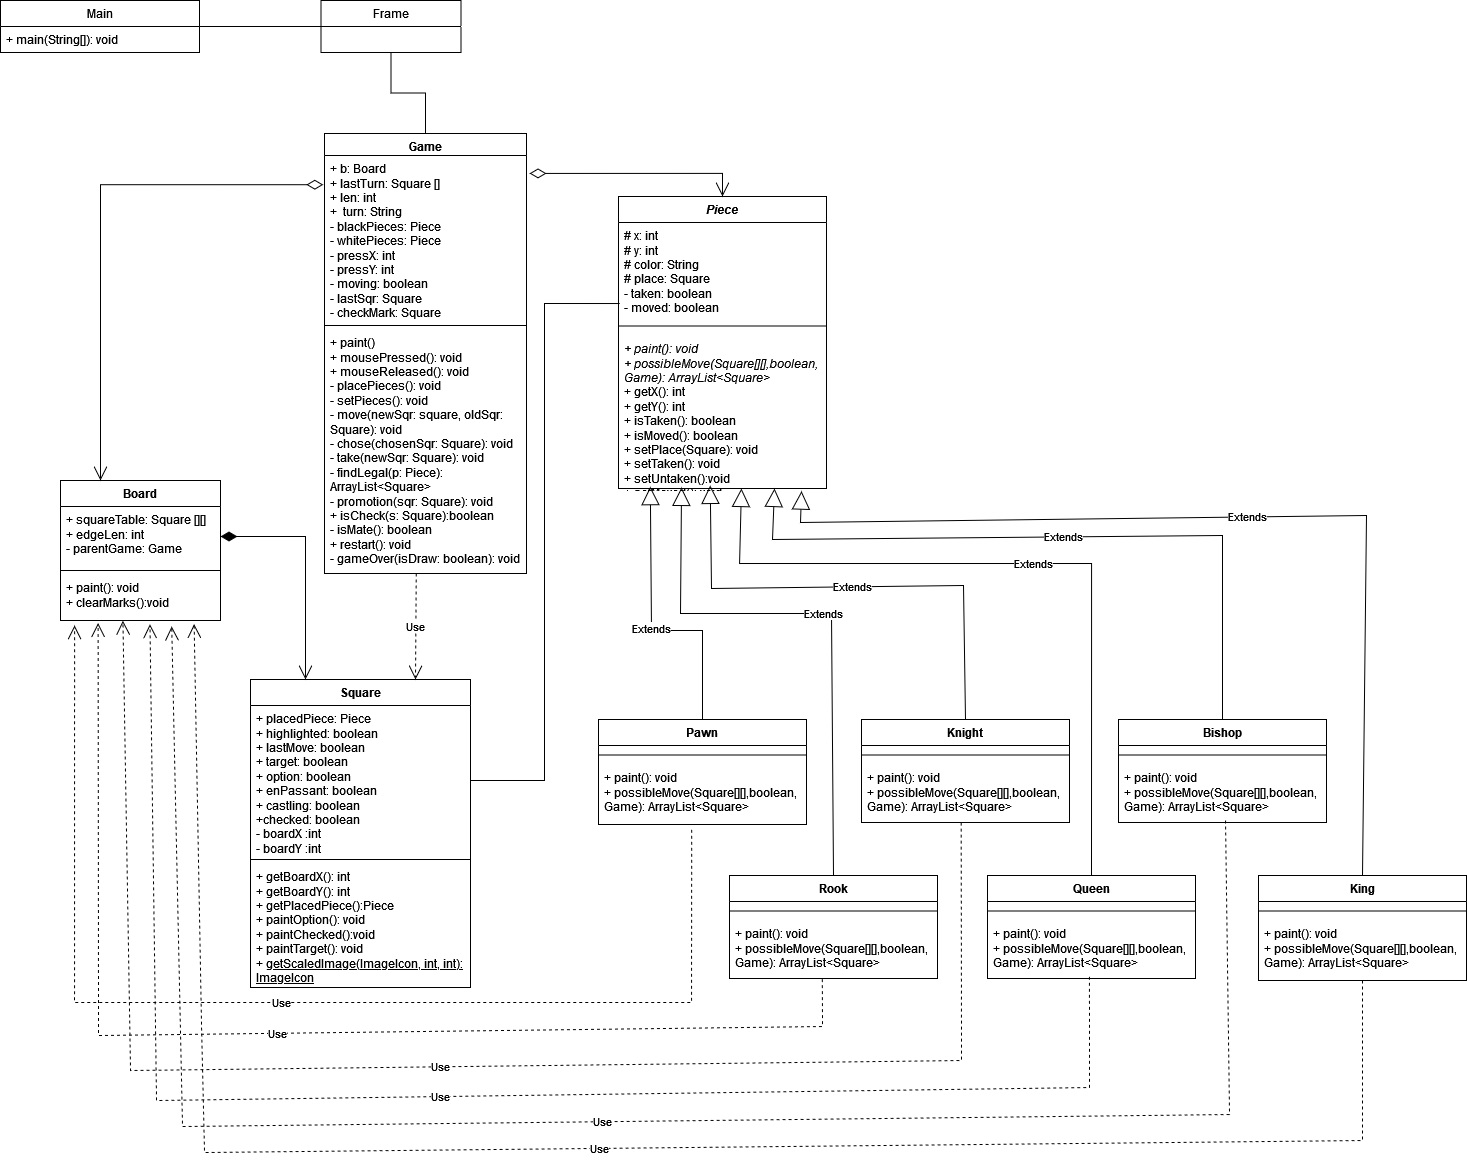 Main
+ main(String[]): void
Frame
Game
+ b: Board
+ lastTurn: Square []
+ len: int
+ turn: String
- blackPieces: Piece
- whitePieces: Piece
- pressX: int
- pressY: int
- moving: boolean
- lastSqr: Square
- checkMark: Square
+ paint()
+ mousePressed(): void
+ mouseReleased(): void
- placePieces(): void
- setPieces(): void
- move(newSqr: square, oldSqr:
Square): void
- chose(chosenSqr: Square): void
- take(newSqr: Square): void
- findLegal(p: Piece):
ArrayList<Square>
- promotion(sqr: Square): void
+ isCheck(s: Square):boolean
- isMate(): boolean
+ restart(): void
- gameOver(isDraw: boolean): void
Piece
# x: int
# y: int
# color: String
# place: Square
- taken: boolean
- moved: boolean
+ paint(): void
+ possibleMove(Square[][],boolean,
Game): ArrayList<Square>
+ getX(): int
+ getY(): int
+ isTaken(): boolean
+ isMoved(): boolean
+ setPlace(Square): void
+ setTaken(): void
+ setUntaken():void
Board
+ squareTable: Square [][]
+ edgeLen: int
- parentGame: Game
+ paint(): void
+ clearMarks():void
Use
Extends
Extends
Extends
Extends
Extends
Extends
Square
+ placedPiece: Piece
+ highlighted: boolean
+ lastMove: boolean
+ target: boolean
+ option: boolean
+ enPassant: boolean
+ castling: boolean
+checked: boolean
- boardX :int
- boardY :int
+ getBoardX(): int
+ getBoardY(): int
+ getPlacedPiece():Piece
+ paintOption(): void
+ paintChecked():void
+ paintTarget(): void
+ getScaledImage(ImageIcon, int, int):
ImageIcon
Pawn
+ paint(): void
+ possibleMove(Square[][],boolean,
Game): ArrayList<Square>
Knight
+ paint(): void
+ possibleMove(Square[][],boolean,
Game): ArrayList<Square>
Bishop
+ paint(): void
+ possibleMove(Square[][],boolean,
Game): ArrayList<Square>
Rook
+ paint(): void
+ possibleMove(Square[][],boolean,
Game): ArrayList<Square>
Queen
+ paint(): void
+ possibleMove(Square[][],boolean,
Game): ArrayList<Square>
King
+ paint(): void
+ possibleMove(Square[][],boolean,
Game): ArrayList<Square>
Use
Use
Use
Use
Use
Use